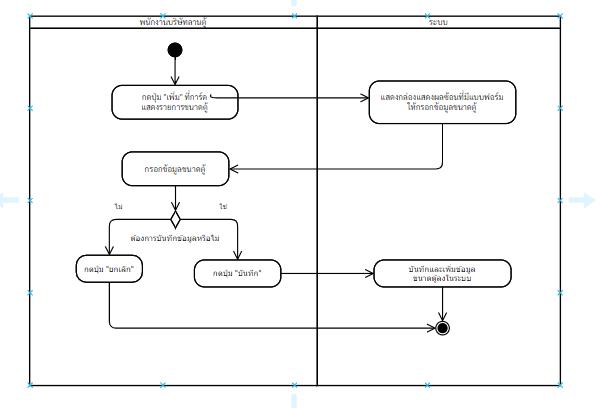 พนักงานบริษัทลานตู้
ระบบ
กดปุ่ม "เพิ่ม" ที่การ์ด
แสดงรายการขนาดตู้
แสดงกล่องแสดงผลซ้อนที่มีแบบฟอร์ม
ให้กรอกข้อมูลขนาดตู้
กรอกข้อมูลขนาดตู้
ไม่
ใช่
ต้องการบันทึกข้อมูลหรือไม่
กดปุ่ม "ยกเลิก"
กดปุ่ม "บันทึก"
บันทึกและเพิ่มข้อมูล
ขนาดตู้ลงในระบบ